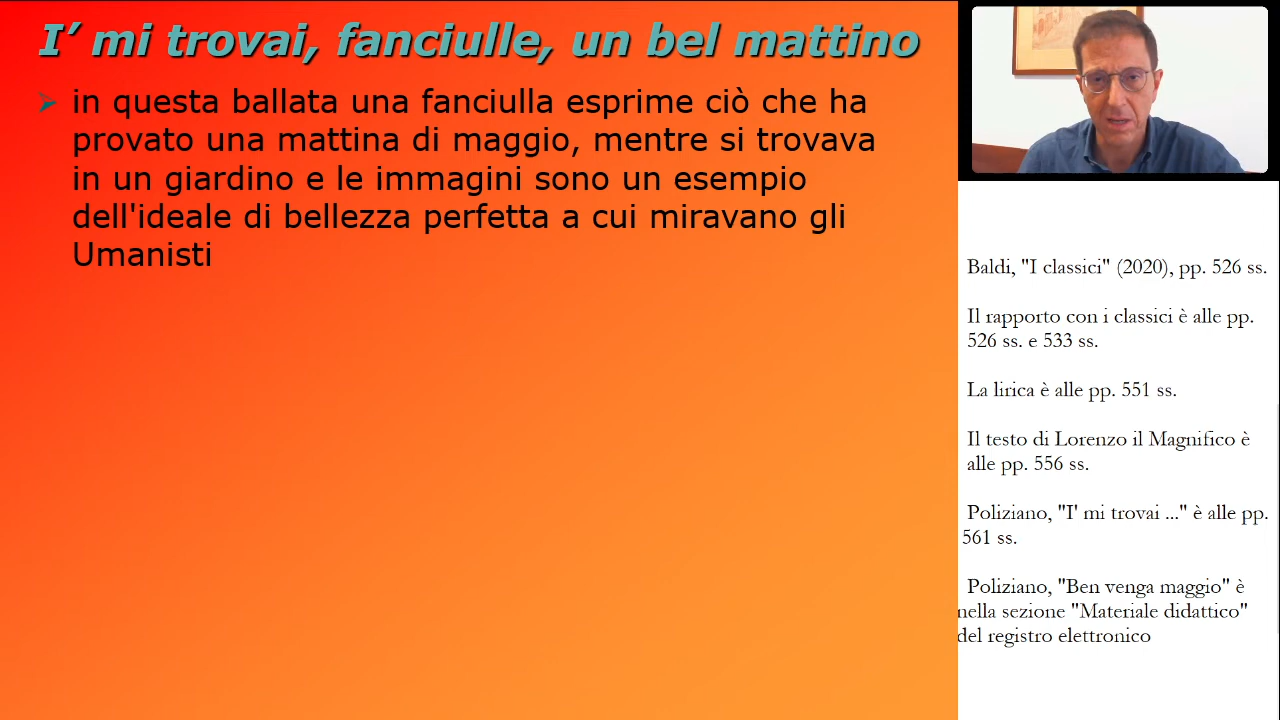 I’ mi trovai, fanciulle, un bel mattino
in questa ballata una fanciulla esprime ciò che ha
provato una mattina di maggio, mentre si trovava
in un giardino e le immagini sono un esempio
dell'ideale di bellezza perfetta a cui miravano gli
Umanisti
Baldi, "I classici" (2020), pp. 526 ss.
Il rapporto con i classici è alle pp.
526 ss. e 533 ss.
La lirica è alle pp. 551 ss.
Il testo di Lorenzo il Magnifico è
alle pp. 556 ss.
Poliziano, "I' mi trovai ..." è alle pp.
561 ss.
Poliziano, "Ben venga maggio" è
nella sezione "Materiale didattico"
del registro elettronico